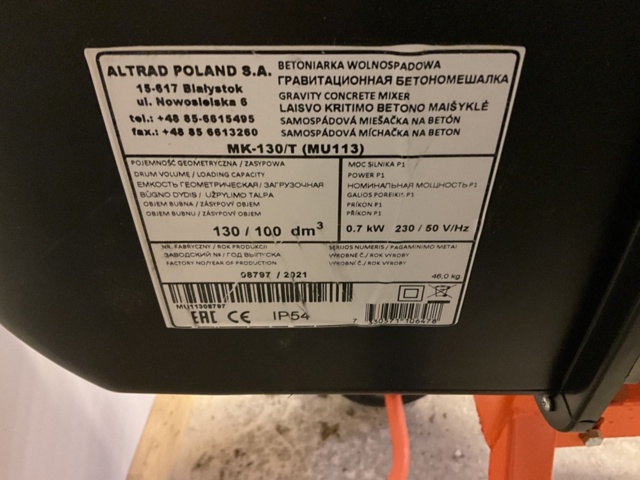 ALTRAD POLAND S.A.
15-617 Białystok
ul. Nowosielska 6
tel.: +48 85-6615495
fax.: +48 85 6613260
BETONIARKA WOLNOSPADOWA
ГРАВИТАЦИОННАЯ БЕТОНОМЕШАЛКА
GRAVITY CONCRETE MIXER
LAISVO KRITIMO BETONO MAIŠYKLĖ
SAMOSPÁDOVÁ MIEŠAČKA NA BETÓN
SAMOSPÁDOVÁ MÍCHAČKA NA BETON
MK-130/T (MU113)
POJEMNOŚĆ GEOMETRYCZNA / ZASYPOWA
DRUM VOLUME / LOADING CAPACITY
ЕМКОСТЬ ГЕОМЕТРИЧЕСКАЯ / ЗАГРУЗОЧНАЯ
BŪGNO DYDIS / UŽPYLIMO TALPA
OBJEM BUBNA / ZÁSYPOVÝ OBJEM
OBJEM BUBNU / ZÁSYPOVÝ OBJEM
130 / 100 dm³
MOC SILNIKA P1
POWER P1
НОМИНАЛЬНАЯ МОЩНОСТЬ P1
GALIOS POREIKIS P1
PRÍKON P1
PŘÍKON P1
0.7 kW 230 / 50 V/Hz
NR. FABRYCZNY / ROK PRODUKCJI
ЗАВОДСКИЙ № / ГОД ВЫПУСКА
FACTORY NO/YEAR OF PRODUCTION
SERIJOS NUMERIS / PAGAMINIMO METAI
VÝROBNÉ Č./ ROK VÝROBY
VÝROBNÍ Č./ ROK VÝROBY
08797 / 2021
46,0 kg
MU11308797
EAC CE IP54